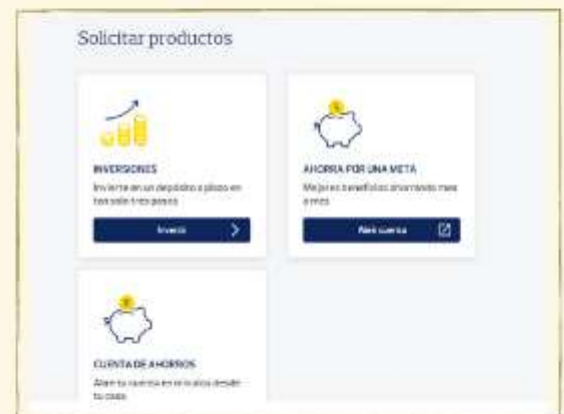 Solicitar productos
INVERSIONES
Invierte en un depósito a plazo en
tan solo tres pasos
Invertir
AHORRA POR UNA META
Mejores beneficios ahorrando mes
a mes
Abrir cuenta
CUENTA DE AHORROS
Abre tu cuenta en minutos desde
tu casa